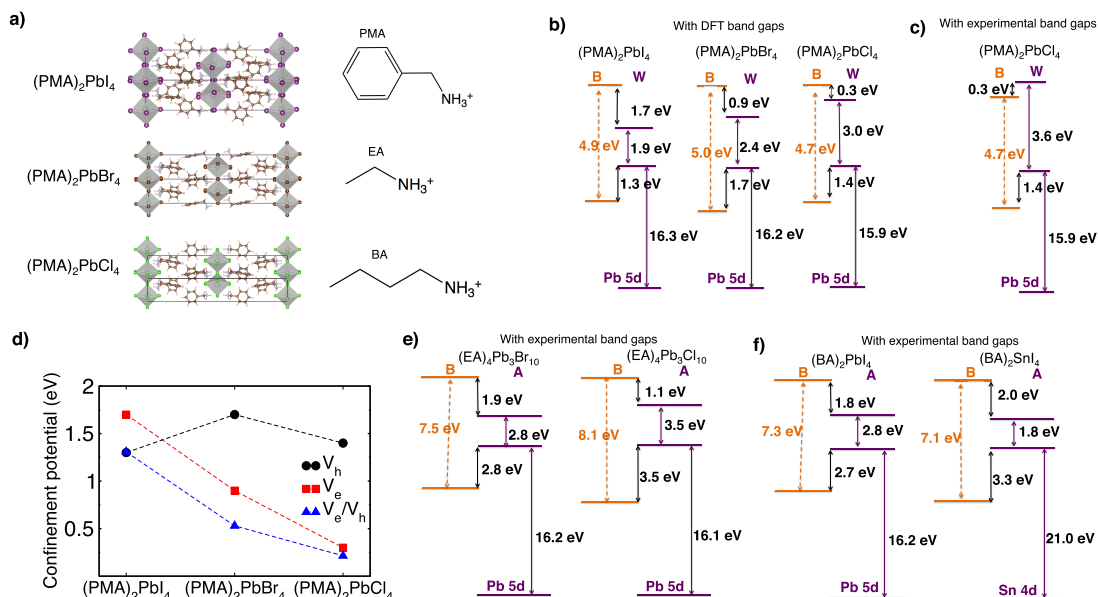 a)
(PMA)₂PbI₄
PMA
NH₃⁺
(PMA)₂PbBr₄
EA
NH₃⁺
(PMA)₂PbCl₄
BA
NH₃⁺
b)
With DFT band gaps
(PMA)₂PbI₄
(PMA)₂PbBr₄
(PMA)₂PbCl₄
B
W
1.7 eV
4.9 eV
1.9 eV
1.3 eV
16.3 eV
Pb 5d
B
W
0.9 eV
5.0 eV
2.4 eV
1.7 eV
16.2 eV
Pb 5d
B
W
0.3 eV
4.7 eV
3.0 eV
1.4 eV
15.9 eV
Pb 5d
c)
With experimental band gaps
(PMA)₂PbCl₄
B
W
0.3 eV
3.6 eV
4.7 eV
1.4 eV
15.9 eV
Pb 5d
d)
Confinement potential (eV)
2
1.5
1
0.5
Vₕ
Vₑ
Vₑ/Vₕ
(PMA)₂PbI₄
(PMA)₂PbBr₄
(PMA)₂PbCl₄
e)
With experimental band gaps
(EA)₄Pb₃Br₁₀
(EA)₄Pb₃Cl₁₀
B
A
1.9 eV
7.5 eV
2.8 eV
2.8 eV
16.2 eV
Pb 5d
B
A
1.1 eV
8.1 eV
3.5 eV
3.5 eV
16.1 eV
Pb 5d
f)
With experimental band gaps
(BA)₂PbI₄
(BA)₂SnI₄
B
A
1.8 eV
7.3 eV
2.8 eV
2.7 eV
16.2 eV
Pb 5d
B
A
2.0 eV
7.1 eV
1.8 eV
3.3 eV
21.0 eV
Sn 4d